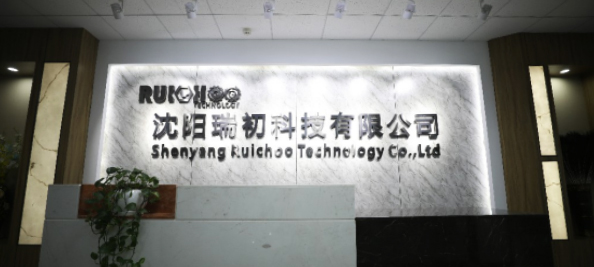 RUICHOO
TECHNOLOGY
沈阳瑞初科技有限公司
Shenyang Ruichoo Technology Co.,Ltd